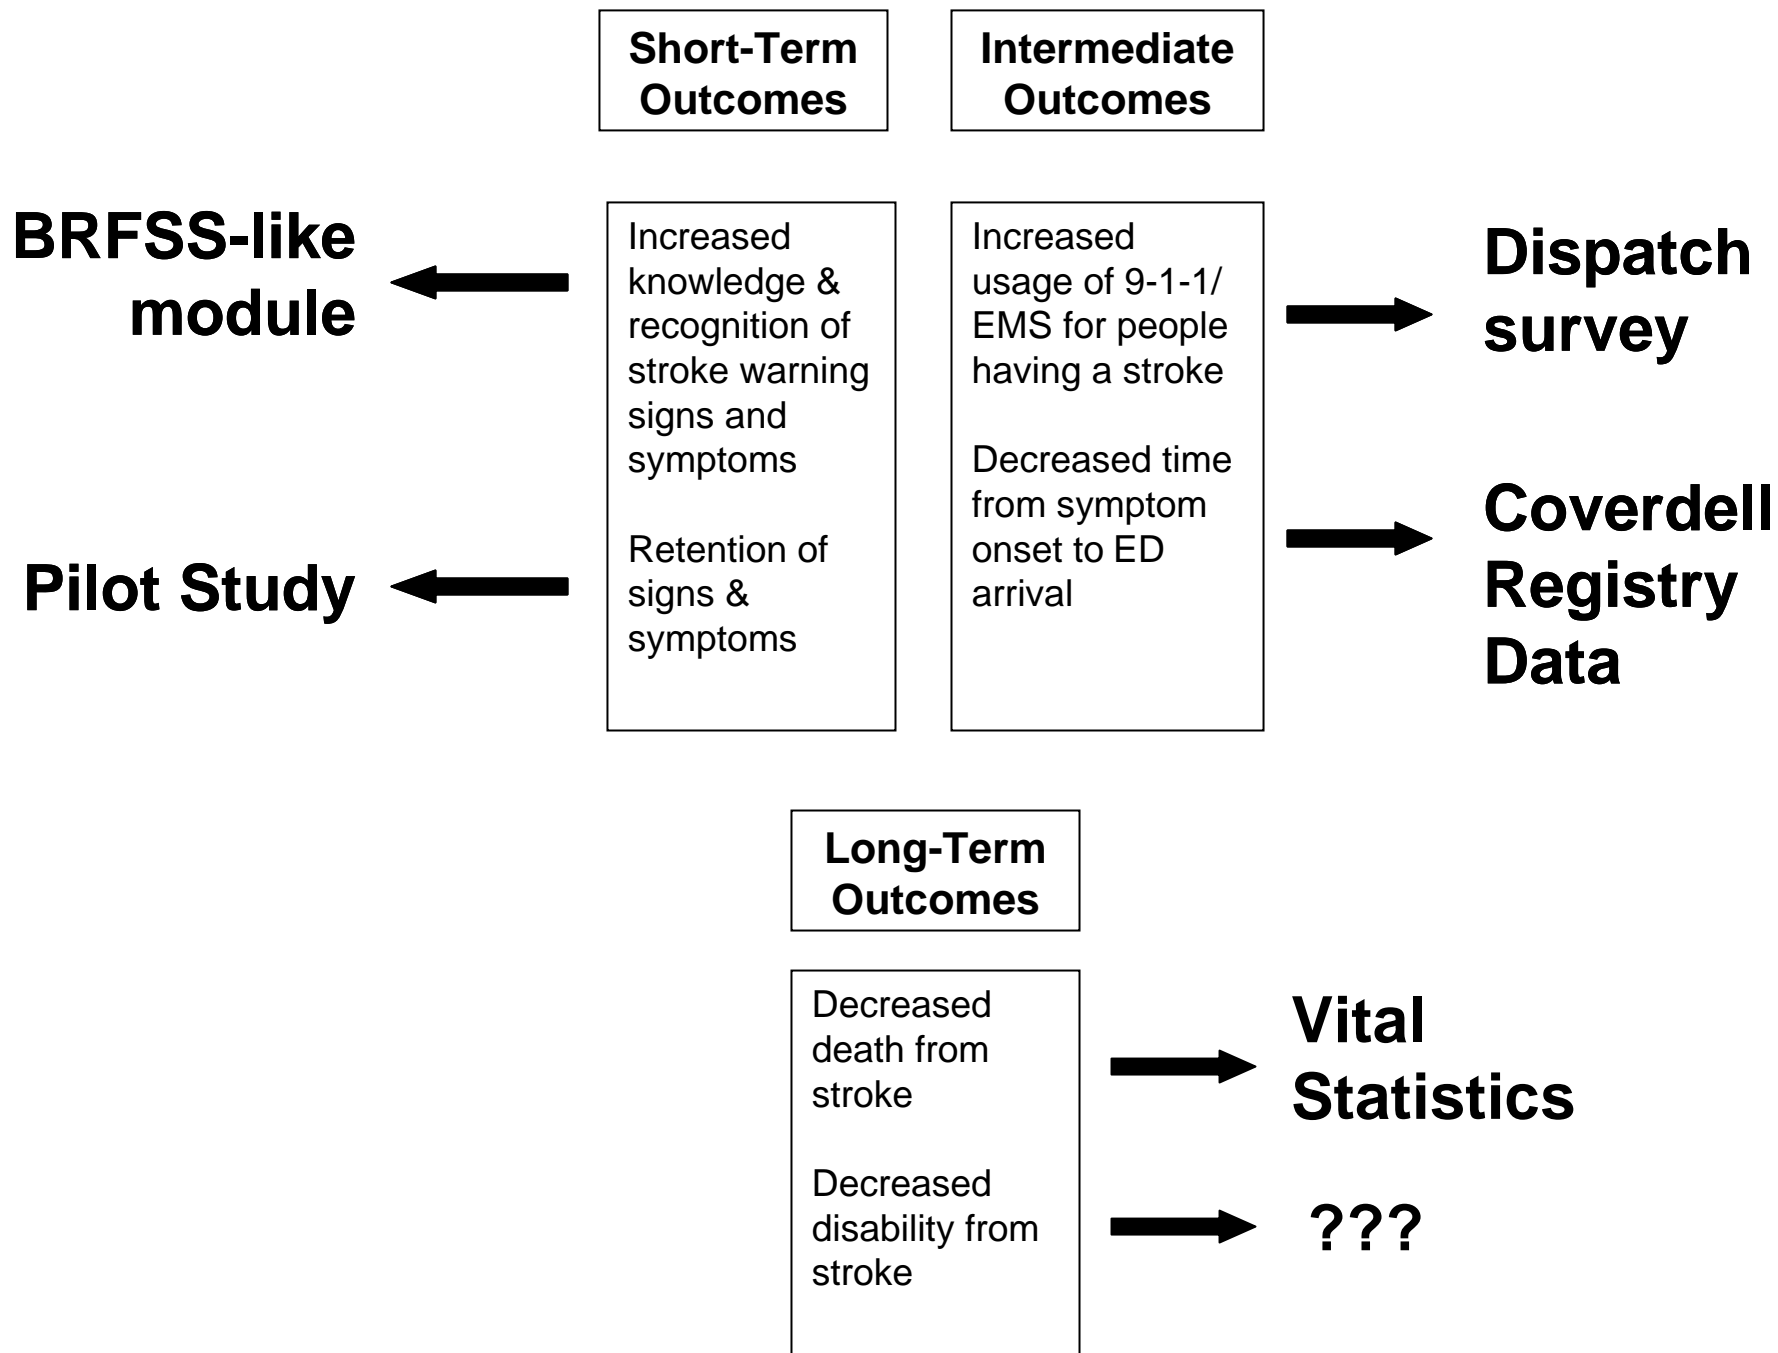 Short-Term
Outcomes
Intermediate
Outcomes
BRFSS-like
module
Pilot Study
Increased
knowledge &
recognition of
stroke warning
signs and
symptoms
Retention of
signs &
symptoms
Increased
usage of 9-1-1/
EMS for people
having a stroke
Decreased time
from symptom
onset to ED
arrival
Dispatch
survey
Coverdell
Registry
Data
Long-Term
Outcomes
Decreased
death from
stroke
Decreased
disability from
stroke
Vital
Statistics
???